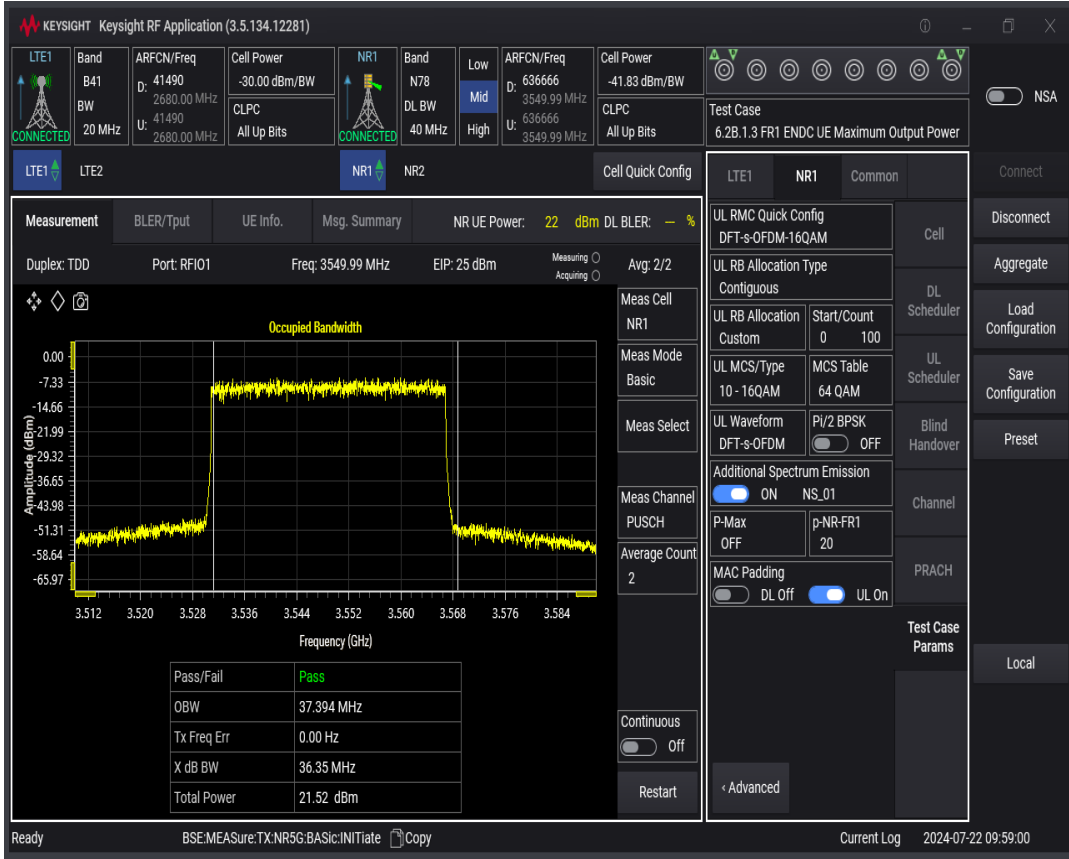 KEYSIGHT Keysight RF Application (3.5.134.12281)
LTE1
CONNECTED
Band
B41
BW
20 MHz
ARFCN/Freq
D: 41490
2680.00 MHz
U: 41490
2680.00 MHz
Cell Power
-30.00 dBm/BW
CLPC
All Up Bits
NR1
CONNECTED
Band
N78
DL BW
40 MHz
Low
Mid
High
ARFCN/Freq
D: 636666
3549.99 MHz
U: 636666
3549.99 MHz
Cell Power
-41.83 dBm/BW
CLPC
All Up Bits
Test Case
6.2B.1.3 FR1 ENDC UE Maximum Output Power
NSA
LTE1 LTE2 NR1 NR2 Cell Quick Config
Measurement BLER/Tput UE Info. Msg. Summary NR UE Power: 22 dBm DL BLER: -- %
Duplex: TDD Port: RFIO1 Freq: 3549.99 MHz EIP: 25 dBm Measuring Avg: 2/2
Acquiring
Occupied Bandwidth
Amplitude (dBm)
0.00
-7.33
-14.66
-21.99
-29.32
-36.65
-43.98
-51.31
-58.64
-65.97
3.512 3.520 3.528 3.536 3.544 3.552 3.560 3.568 3.576 3.584
Frequency (GHz)
Pass/Fail Pass
OBW 37.394 MHz
Tx Freq Err 0.00 Hz
X dB BW 36.35 MHz
Total Power 21.52 dBm
Meas Cell
NR1
Meas Mode
Basic
Meas Select
Meas Channel
PUSCH
Average Count
2
Continuous
Off
Restart
LTE1 NR1 Common
UL RMC Quick Config
DFT-s-OFDM-16QAM
UL RB Allocation Type
Contiguous
UL RB Allocation Start/Count
Custom 0 100
UL MCS/Type MCS Table
10 - 16QAM 64 QAM
UL Waveform Pi/2 BPSK
DFT-s-OFDM OFF
Additional Spectrum Emission
ON NS_01
P-Max p-NR-FR1
OFF 20
MAC Padding
DL Off UL On
‹ Advanced
Cell
DL
Scheduler
UL
Scheduler
Blind
Handover
Channel
PRACH
Test Case
Params
Connect
Disconnect
Aggregate
Load
Configuration
Save
Configuration
Preset
Local
Ready BSE:MEASure:TX:NR5G:BASic:INITiate Copy Current Log 2024-07-22 09:59:00